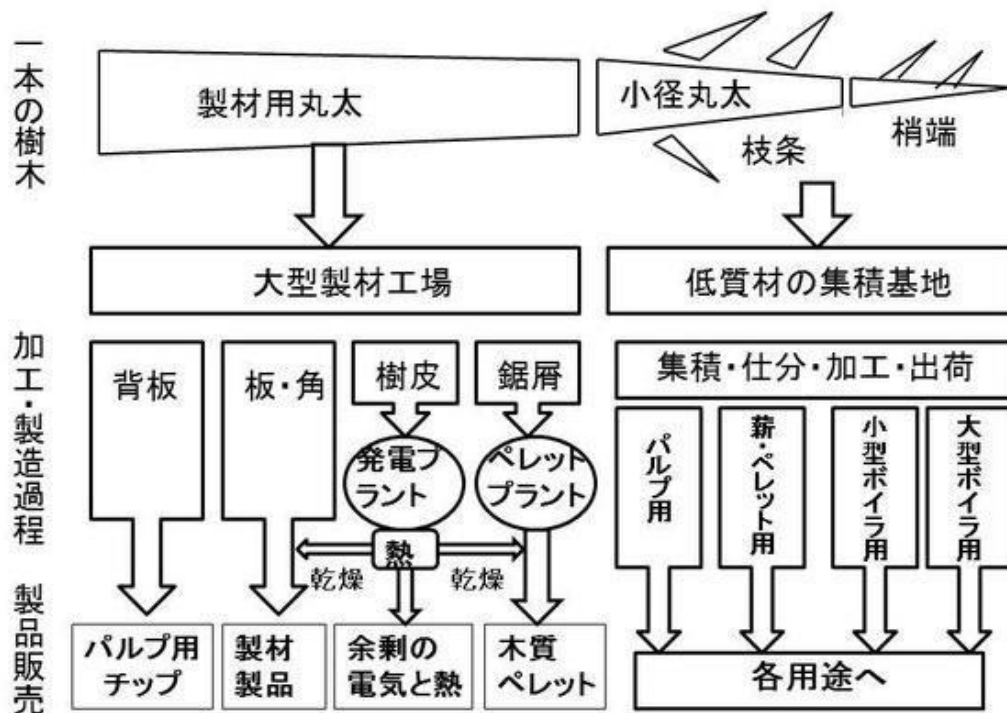 一本の樹木
製材用丸太
小径丸太
枝条
梢端
大型製材工場
低質材の集積基地
加工・製造過程
背板
板・角
樹皮
鋸屑
集積・仕分・加工・出荷
発電プ
ラント
ペレット
プラント
パルプ用
薪・ペレット用
小型ボイラ用
大型ボイラ用
熱
乾燥
乾燥
製品販売
パルプ用
チップ
製材
製品
余剰の
電気と熱
木質
ペレット
各用途へ